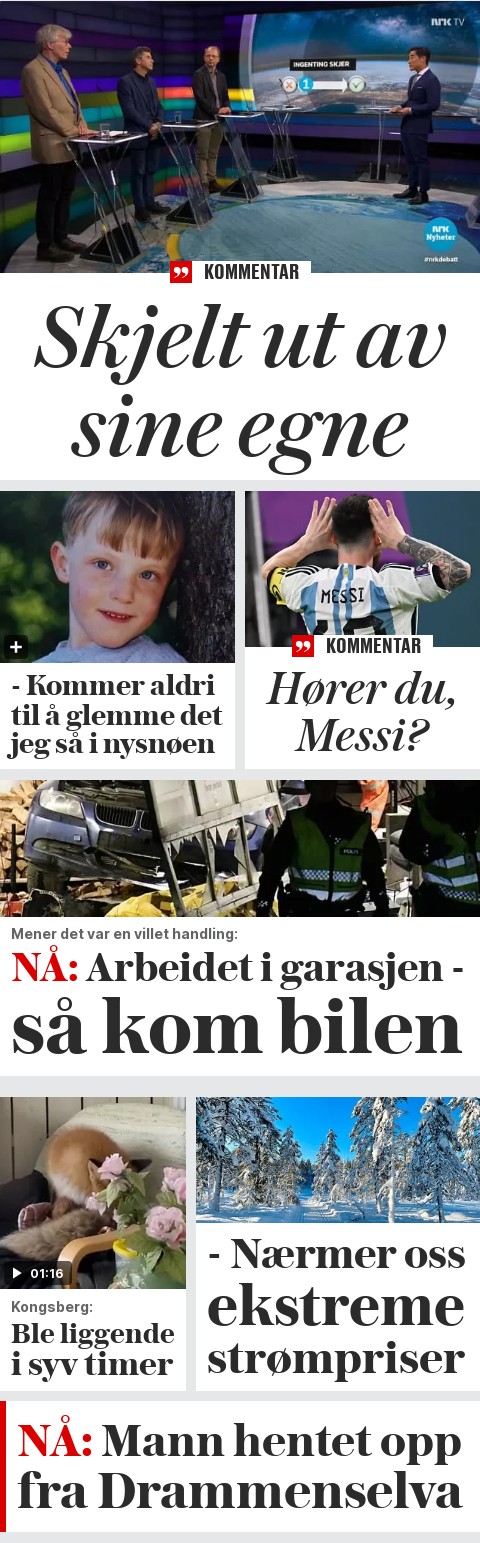 NRK TV
INGENTING SKJER
1
NRK
Nyheter
#nrkdebatt
KOMMENTAR
Skjelt ut av
sine egne
MESSI
10
- Kommer aldri
til å glemme det
jeg så i nysnøen
KOMMENTAR
Hører du,
Messi?
POLITI
Mener det var en villet handling:
NÅ: Arbeidet i garasjen -
så kom bilen
01:16
Kongsberg:
Ble liggende
i syv timer
- Nærmer oss
ekstreme
strømpriser
NÅ: Mann hentet opp
fra Drammenselva